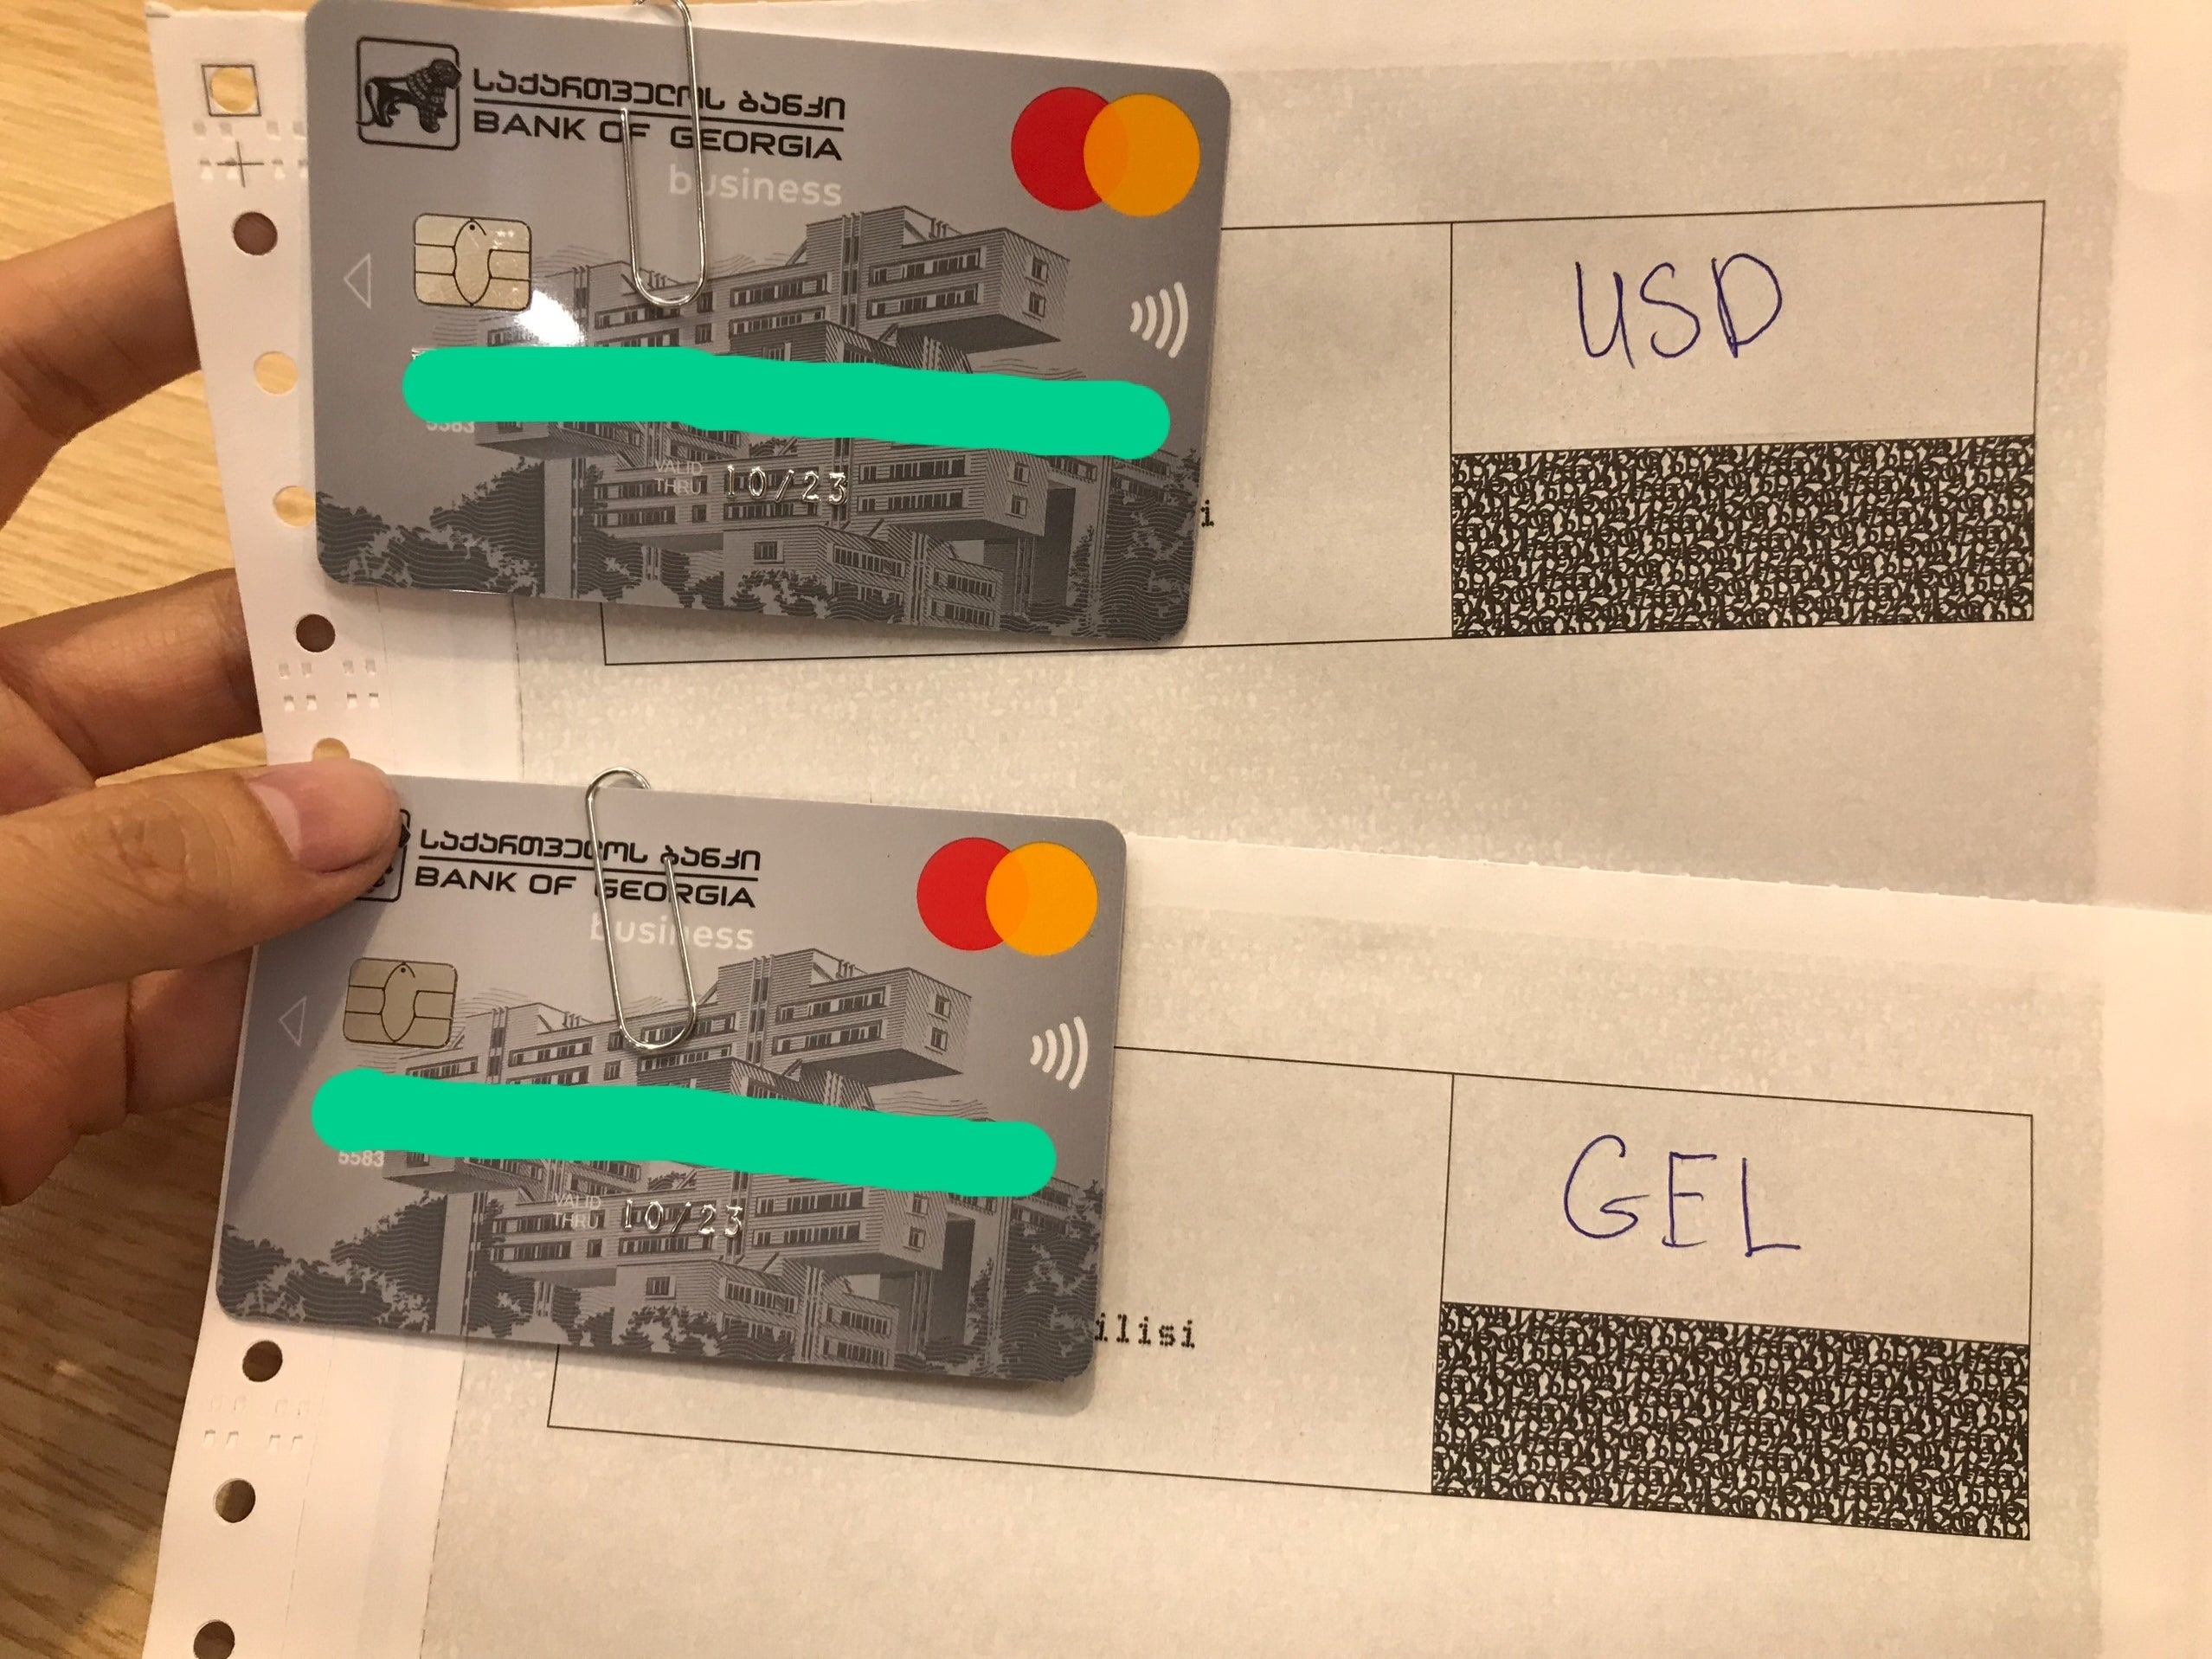 საქართველოს ბანკი
BANK OF GEORGIA
business
5583
VALID
THRU
10/23
USD
i
საქართველოს ბანკი
BANK OF GEORGIA
business
5583
VALID
THRU
10/23
GEL
ilisi